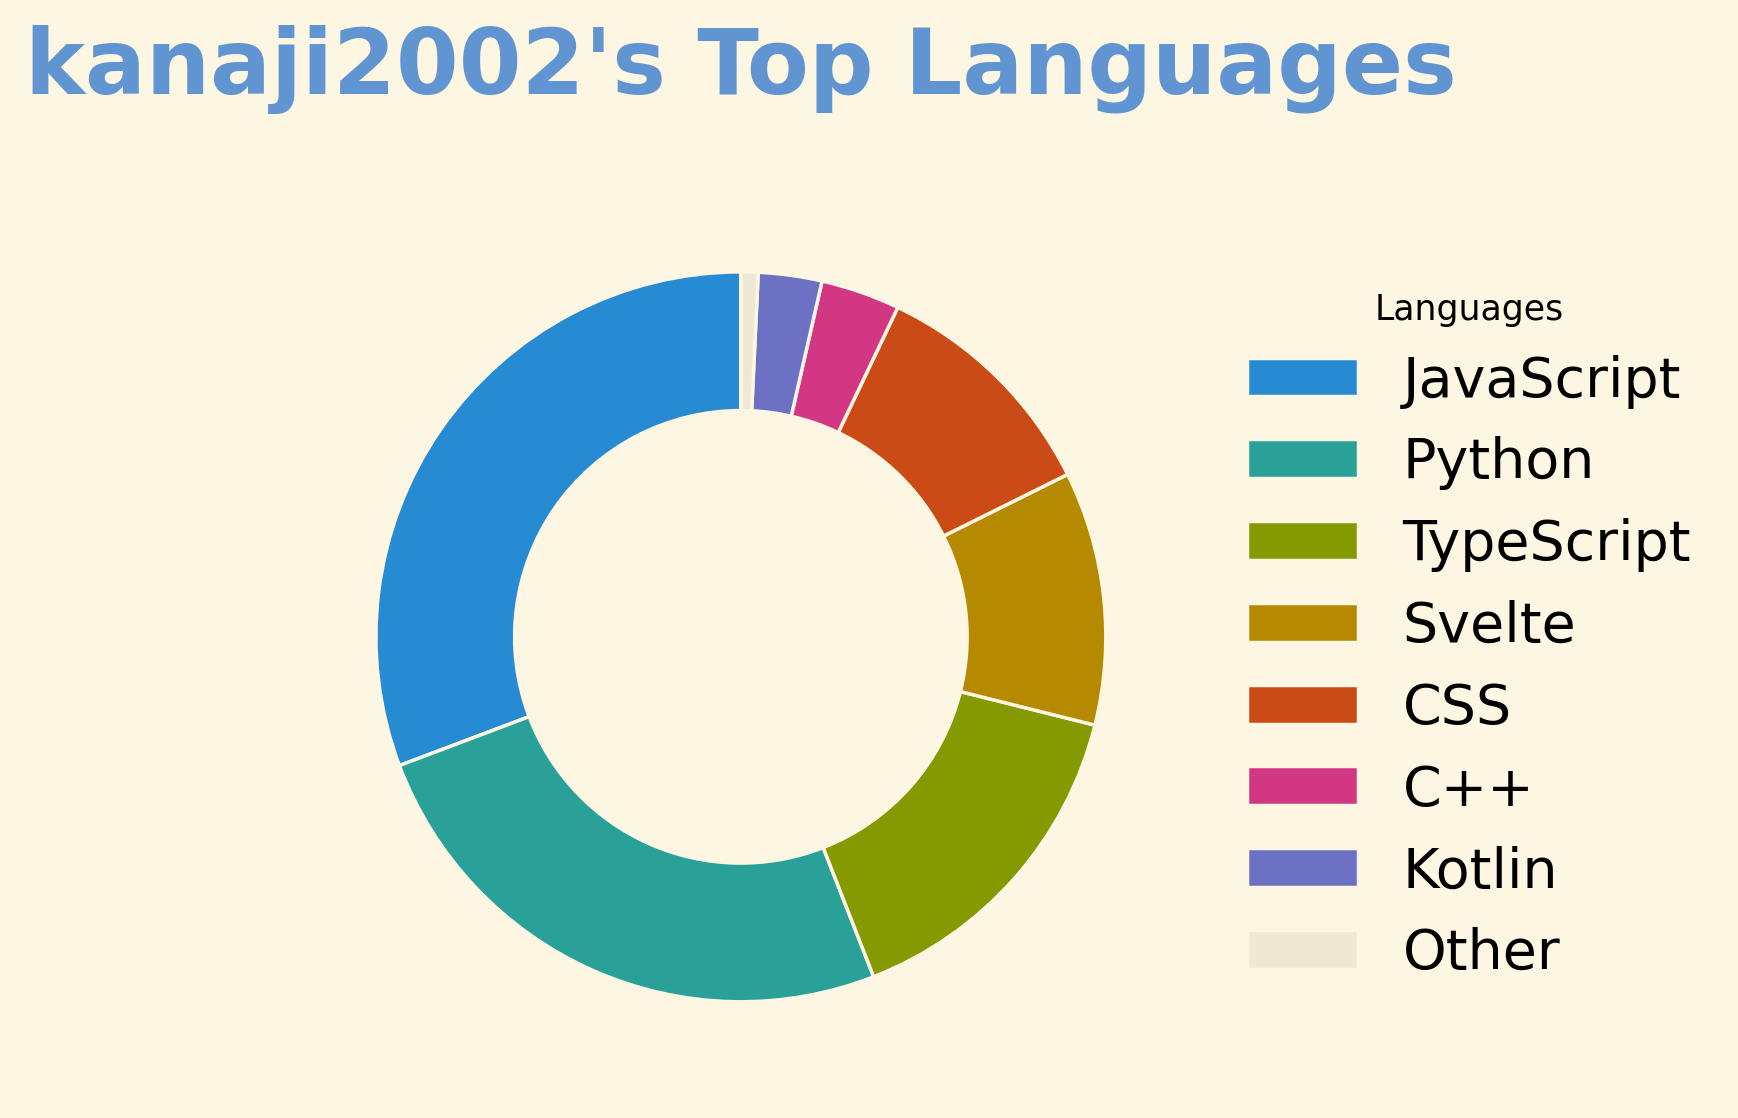 kanaji2002's Top Languages
Languages
JavaScript
Python
TypeScript
Svelte
CSS
C++
Kotlin
Other